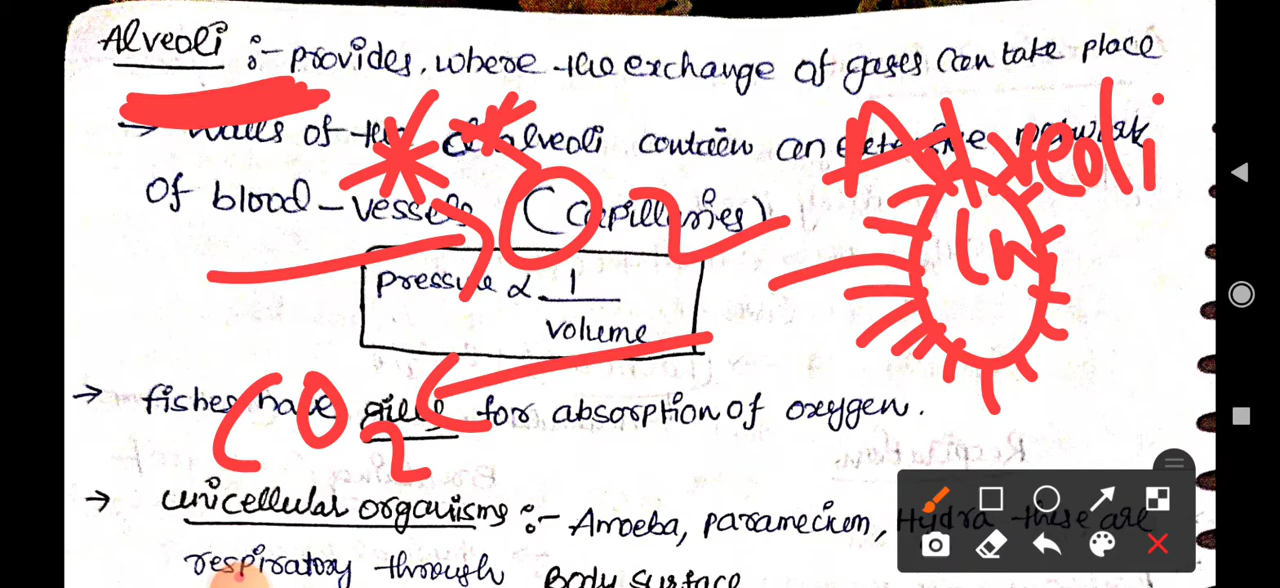 Alveoli :- provides, where the exchange of gases can take place
→ walls of the alveoli contain an extensive network
of blood-vessels (Capillaries)
O2
Alveoli
pressure ∝ 1
volume
CO2
→ fishes have gills for absorption of oxygen.
→ unicellular organisms :- Amoeba, paramecium, Hydra these are
respiratory through Body surface